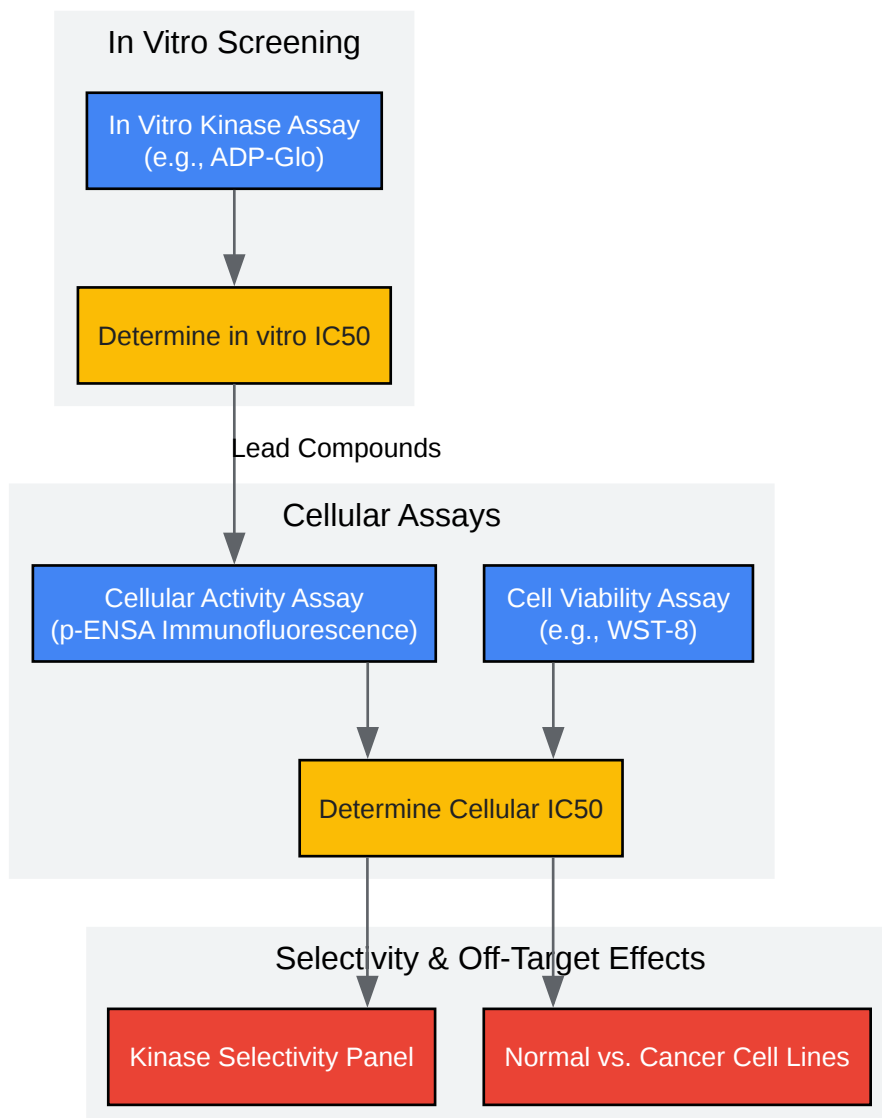 In Vitro Screening
In Vitro Kinase Assay
(e.g., ADP-Glo)
Determine in vitro IC50
Lead Compounds
Cellular Assays
Cellular Activity Assay
(p-ENSA Immunofluorescence)
Cell Viability Assay
(e.g., WST-8)
Determine Cellular IC50
Selectivity & Off-Target Effects
Kinase Selectivity Panel
Normal vs. Cancer Cell Lines